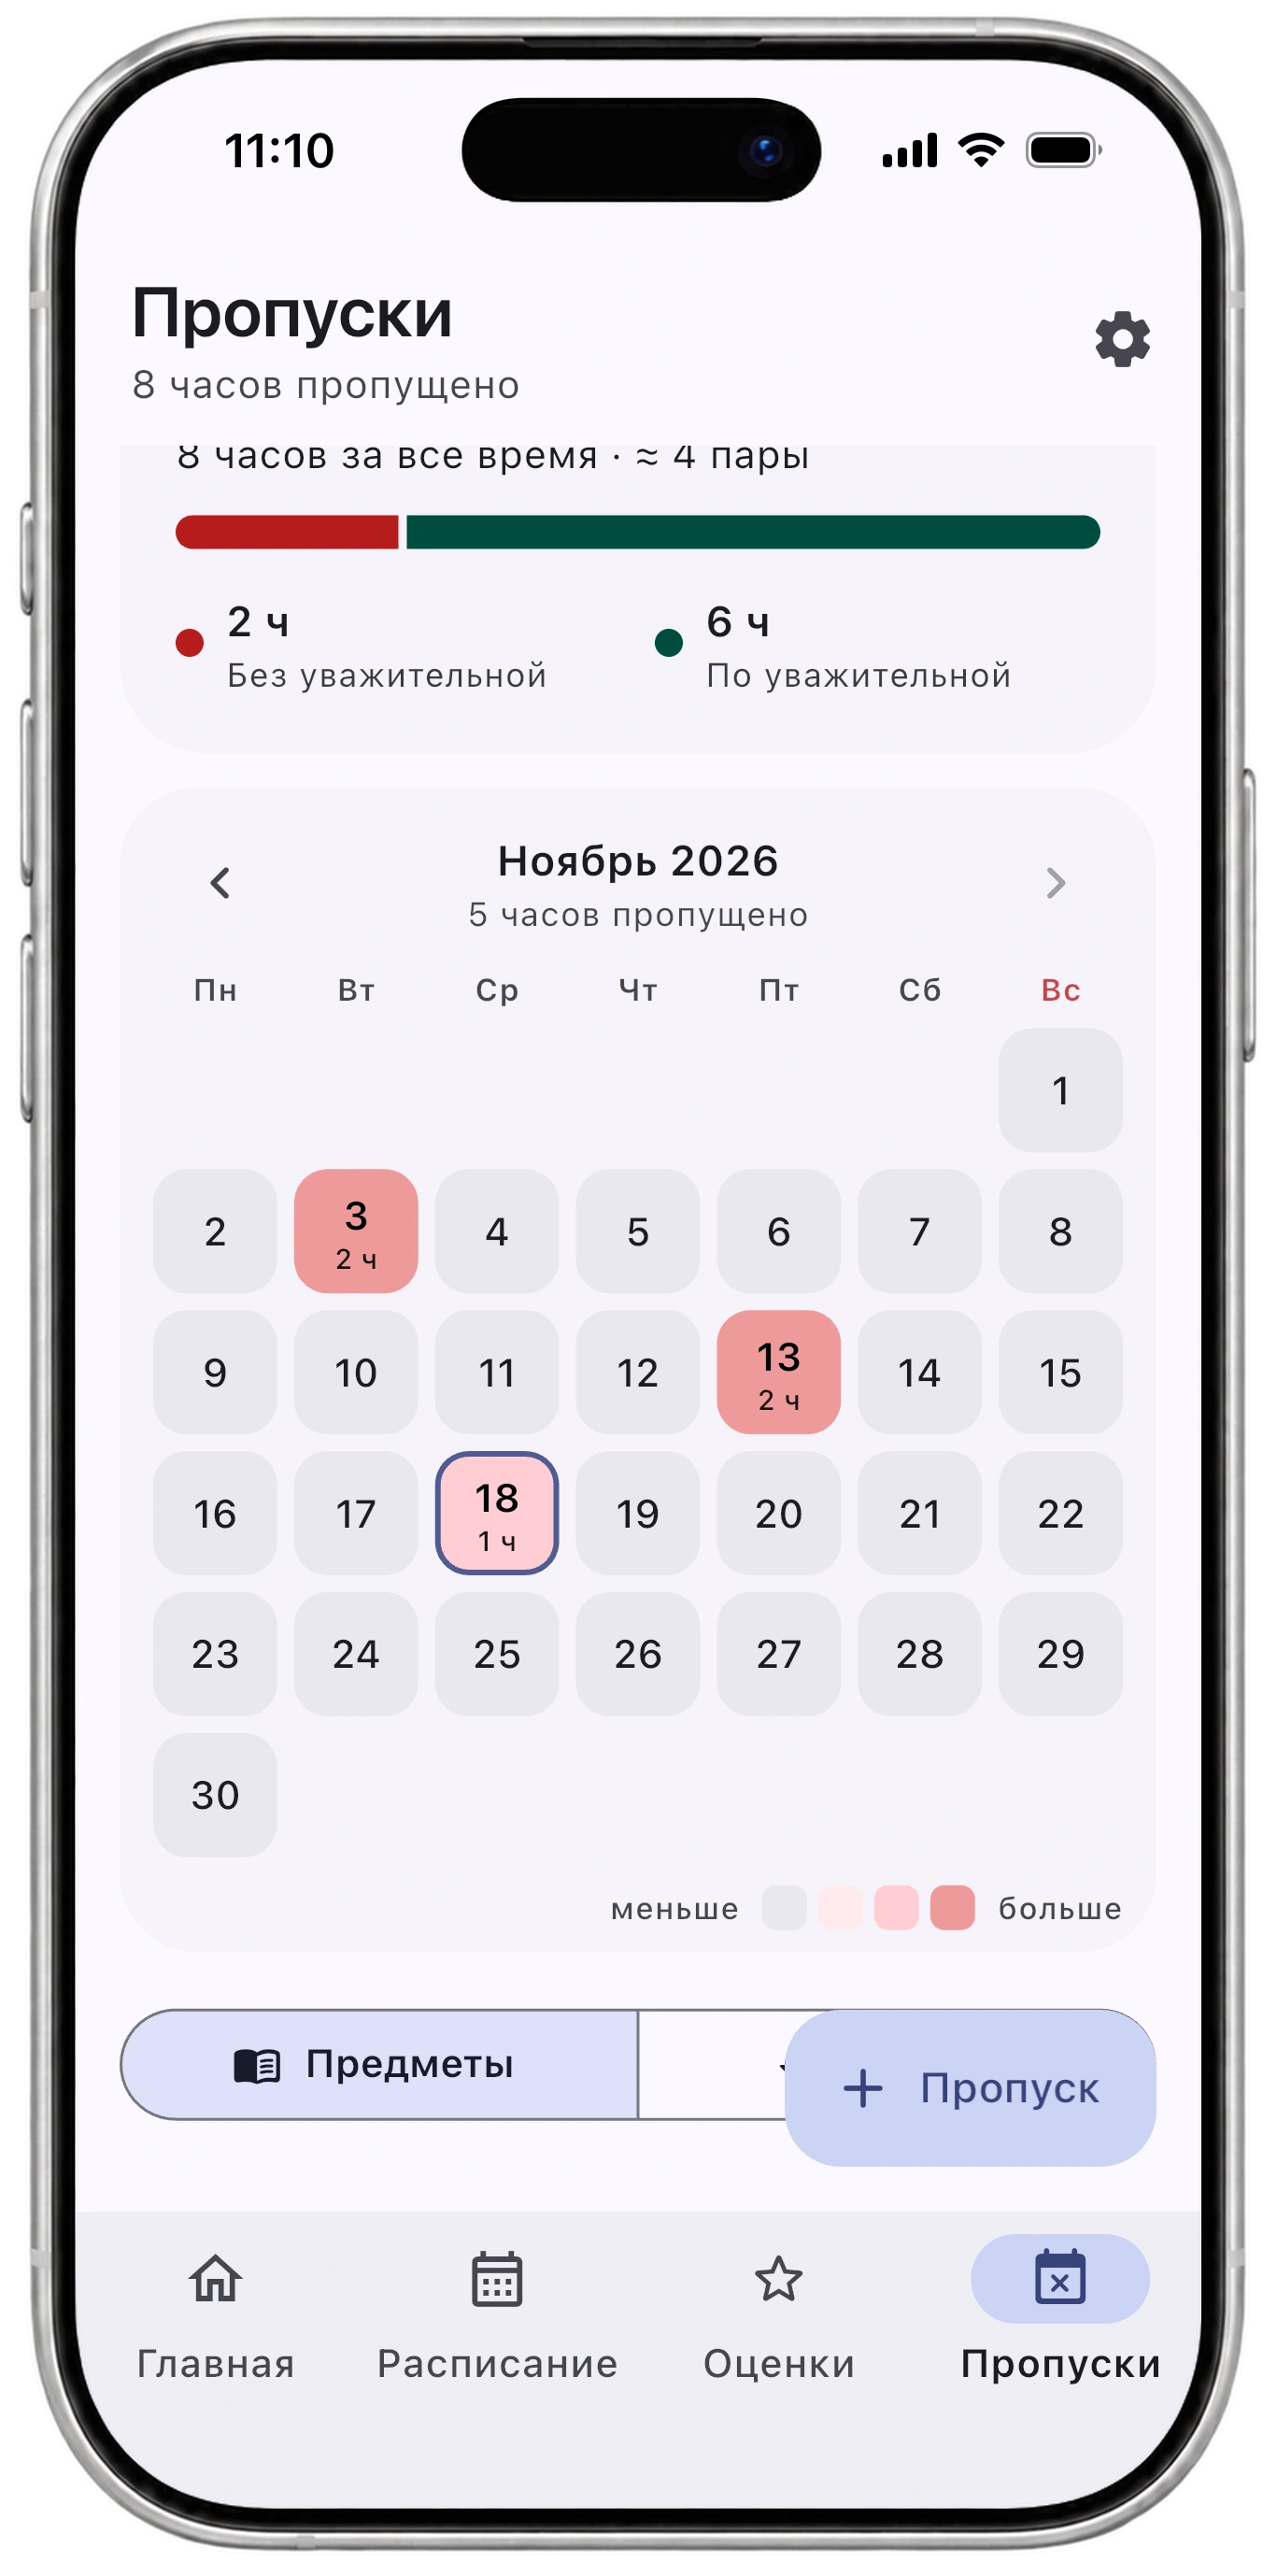 11:10
Пропуски
8 часов пропущено
8 часов за все время · ≈ 4 пары
2 ч
Без уважительной
6 ч
По уважительной
Ноябрь 2026
5 часов пропущено
Пн Вт Ср Чт Пт Сб Вс
1
2 3 4 5 6 7 8
2 ч
9 10 11 12 13 14 15
2 ч
16 17 18 19 20 21 22
1 ч
23 24 25 26 27 28 29
30
меньше больше
Предметы
+ Пропуск
Главная Расписание Оценки Пропуски